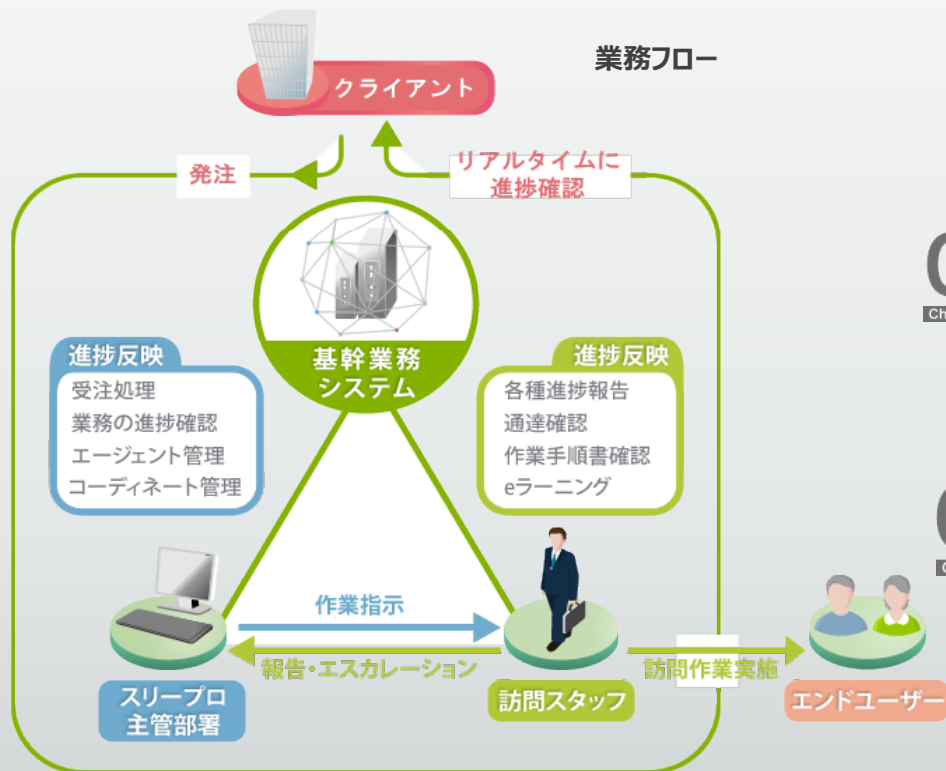 業務フロー
クライアント
発注
リアルタイムに
進捗確認
基幹業務
システム
進捗反映
受注処理
業務の進捗確認
エージェント管理
コーディネート管理
進捗反映
各種進捗報告
通達確認
作業手順書確認
eラーニング
作業指示
報告・エスカレーション
訪問作業実施
スリープロ
主管部署
訪問スタッフ
エンドユーザー
Ch